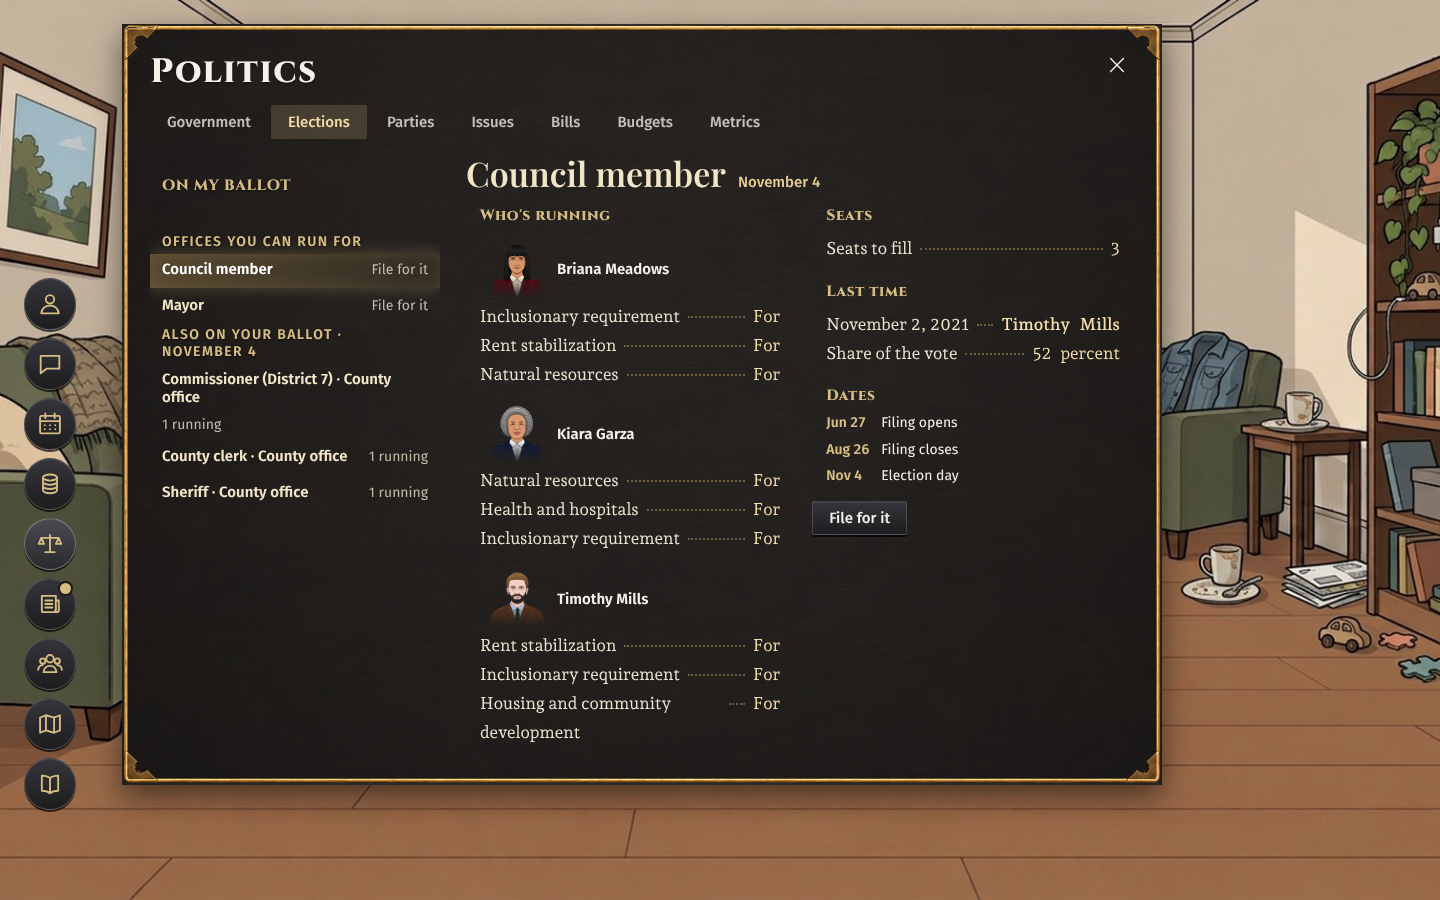 Politics
Government
Elections
Parties
Issues
Bills
Budgets
Metrics
ON MY BALLOT
OFFICES YOU CAN RUN FOR
Council member File for it
Mayor File for it
ALSO ON YOUR BALLOT ·
NOVEMBER 4
Commissioner (District 7) · County
office
1 running
County clerk · County office 1 running
Sheriff · County office 1 running
Council member November 4
Who's running
Briana Meadows
Inclusionary requirement For
Rent stabilization For
Natural resources For
Kiara Garza
Natural resources For
Health and hospitals For
Inclusionary requirement For
Timothy Mills
Rent stabilization For
Inclusionary requirement For
Housing and community For
development
Seats
Seats to fill 3
Last time
November 2, 2021 Timothy Mills
Share of the vote 52 percent
Dates
Jun 27 Filing opens
Aug 26 Filing closes
Nov 4 Election day
File for it